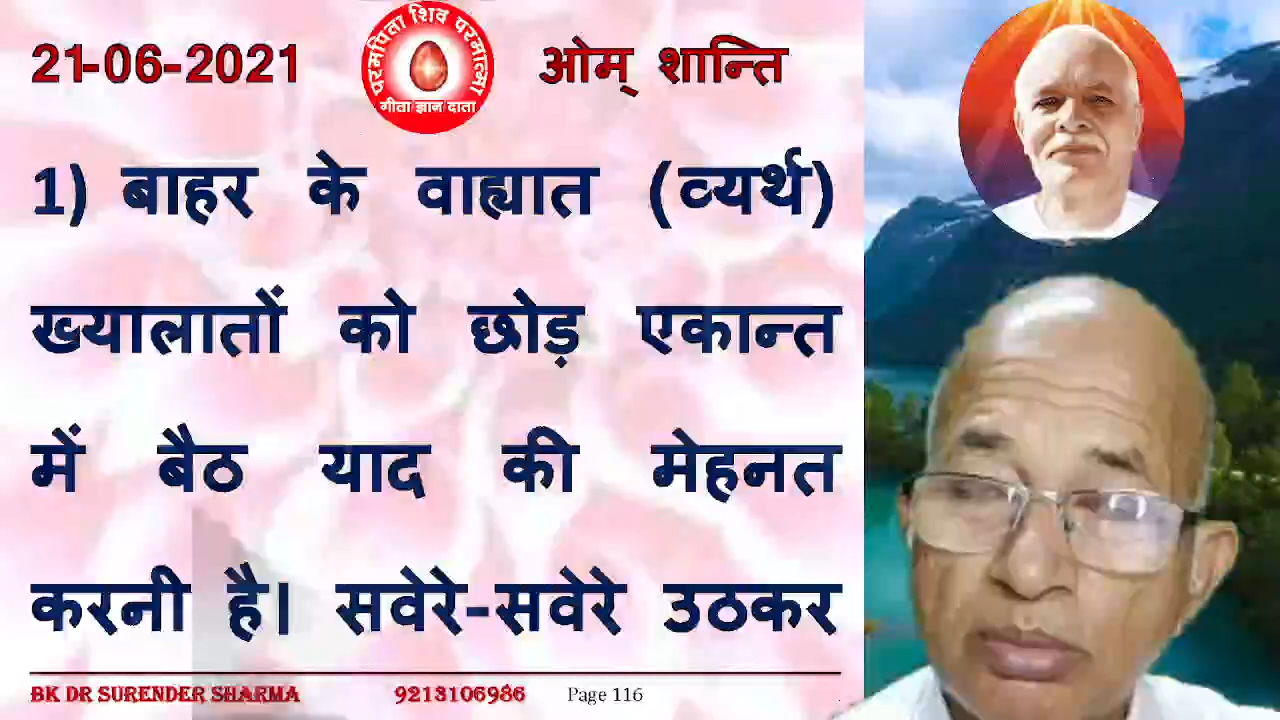 21-06-2021
परमपिता शिव परमात्मा
गीता ज्ञान दाता
ओम् शान्ति
1) बाहर के वाह्यात (व्यर्थ)
ख्यालातों को छोड़ एकान्त
में बैठ याद की मेहनत
करनी है। सवेरे-सवेरे उठकर
BK DR SURENDER SHARMA 9213106986 Page 116